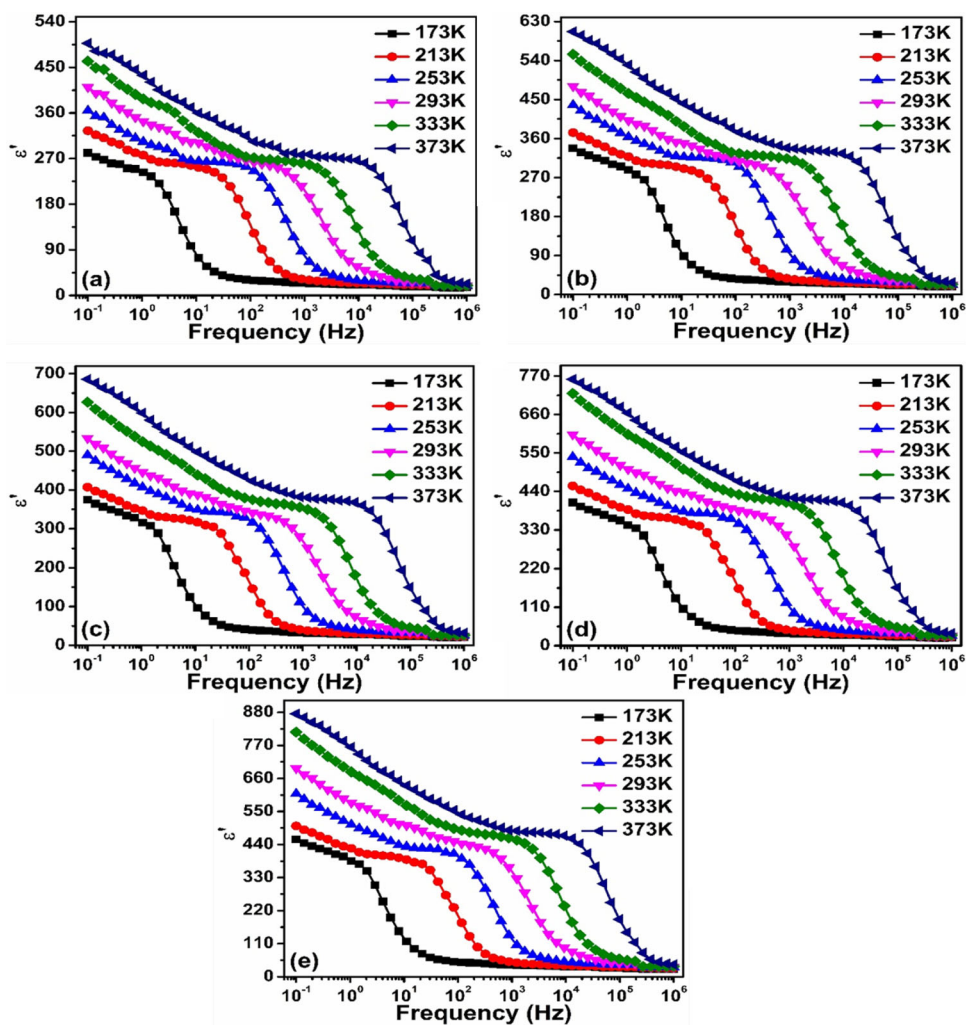 540
450
360
270
180
90
0
ε'
173K
213K
253K
293K
333K
373K
(a)
10⁻¹ 10⁰ 10¹ 10² 10³ 10⁴ 10⁵ 10⁶
Frequency (Hz)
630
540
450
360
270
180
90
0
ε'
173K
213K
253K
293K
333K
373K
(b)
10⁻¹ 10⁰ 10¹ 10² 10³ 10⁴ 10⁵ 10⁶
Frequency (Hz)
700
600
500
400
300
200
100
0
ε'
173K
213K
253K
293K
333K
373K
(c)
10⁻¹ 10⁰ 10¹ 10² 10³ 10⁴ 10⁵ 10⁶
Frequency (Hz)
770
660
550
440
330
220
110
0
ε'
173K
213K
253K
293K
333K
373K
(d)
10⁻¹ 10⁰ 10¹ 10² 10³ 10⁴ 10⁵ 10⁶
Frequency (Hz)
880
770
660
550
440
330
220
110
0
ε'
173K
213K
253K
293K
333K
373K
(e)
10⁻¹ 10⁰ 10¹ 10² 10³ 10⁴ 10⁵ 10⁶
Frequency (Hz)